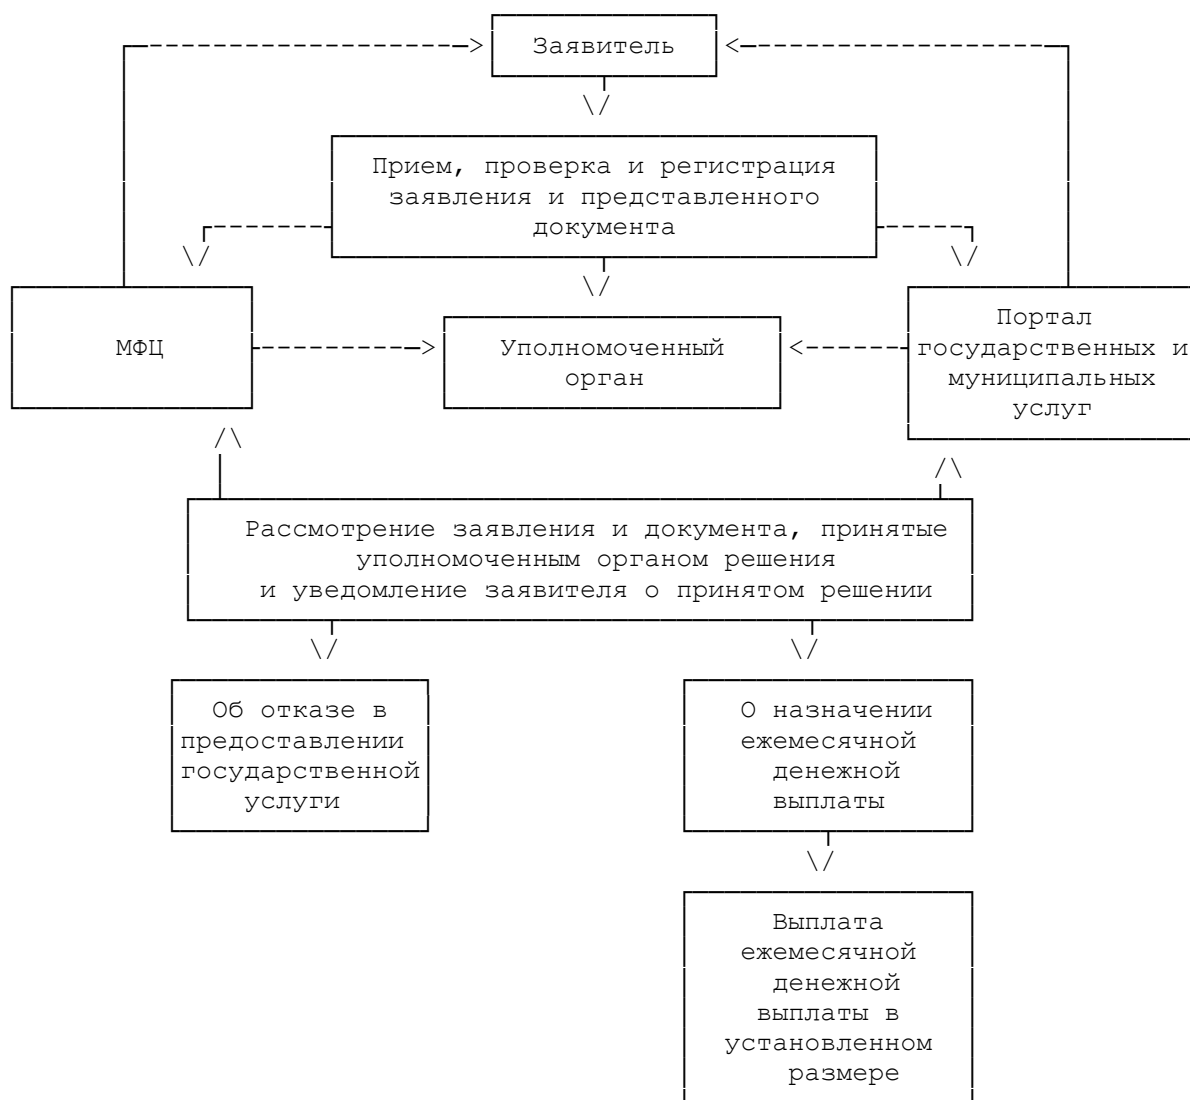 Заявитель
Прием, проверка и регистрация
заявления и представленного
документа
МФЦ
Уполномоченный
орган
Портал
государственных и
муниципальных
услуг
Рассмотрение заявления и документа, принятые
уполномоченным органом решения
и уведомление заявителя о принятом решении
Об отказе в
предоставлении
государственной
услуги
О назначении
ежемесячной
денежной
выплаты
Выплата
ежемесячной
денежной
выплаты в
установленном
размере